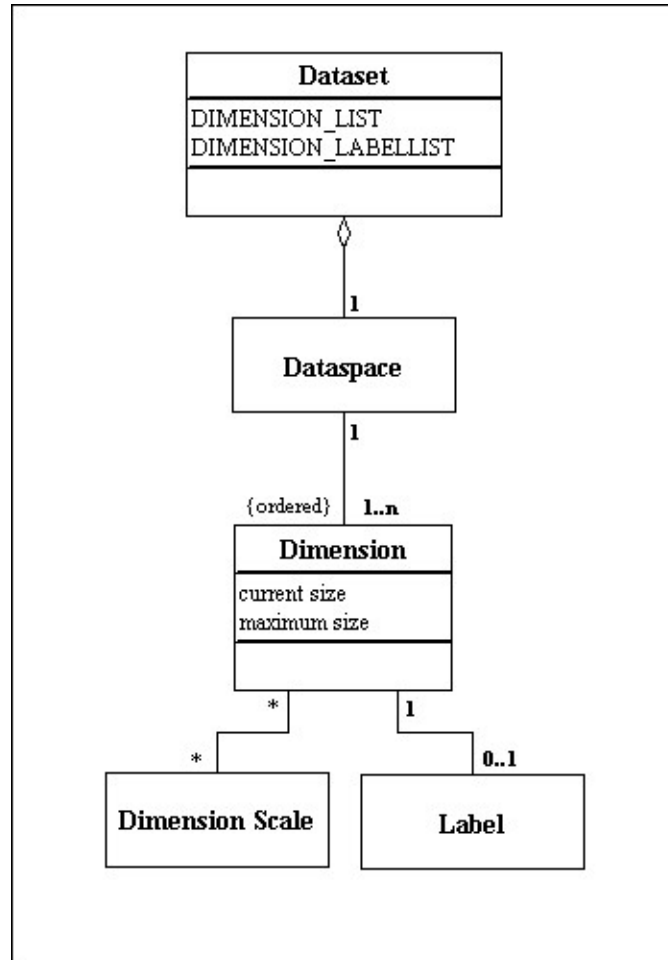 Dataset
DIMENSION_LIST
DIMENSION_LABELLIST
1
Dataspace
1
{ordered} 1..n
Dimension
current size
maximum size
* 1
* 0..1
Dimension Scale Label